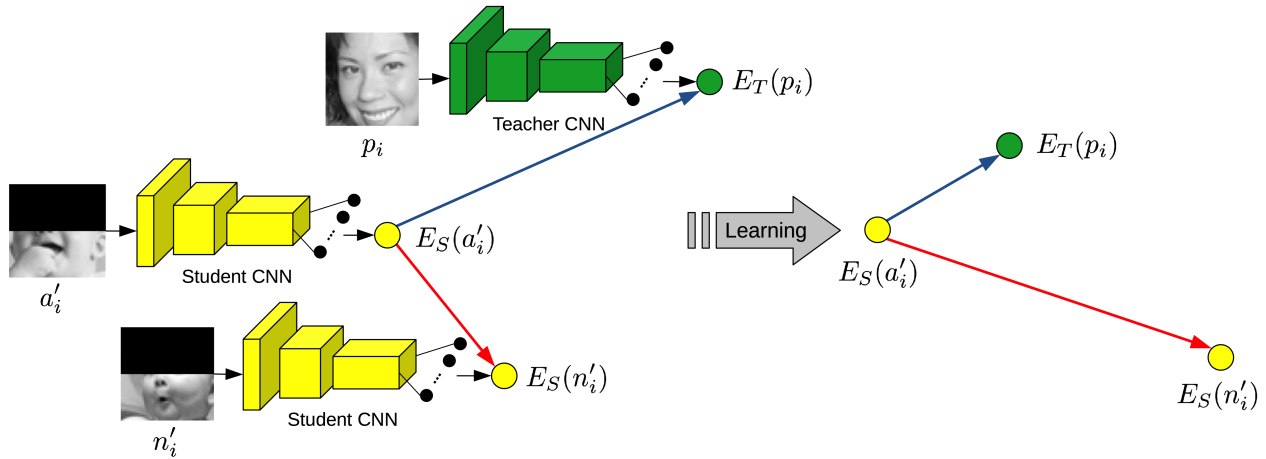 E_T(p_i)
Teacher CNN
p_i
E_S(a'_i)
Student CNN
a'_i
E_S(n'_i)
Student CNN
n'_i
Learning
E_T(p_i)
E_S(a'_i)
E_S(n'_i)